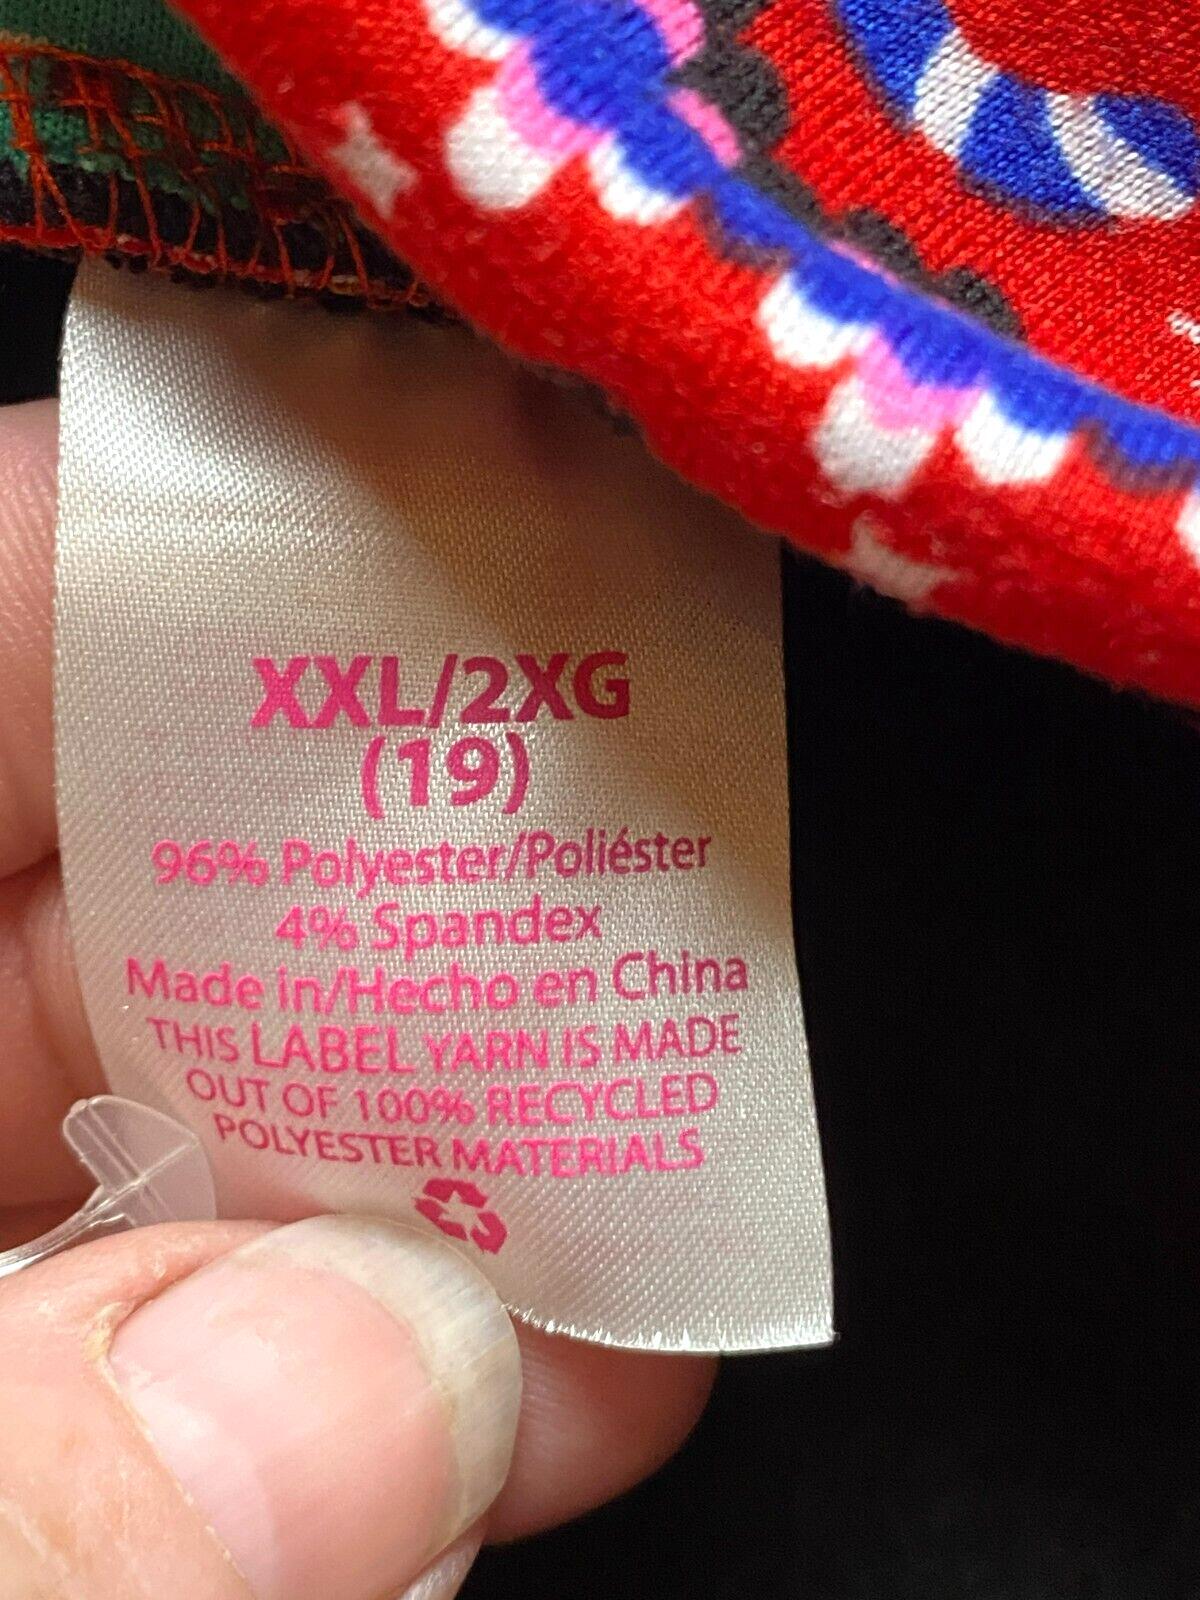 XXL/2XG
(19)
96% Polyester/Poliéster
4% Spandex
Made in/Hecho en China
THIS LABEL YARN IS MADE
OUT OF 100% RECYCLED
POLYESTER MATERIALS